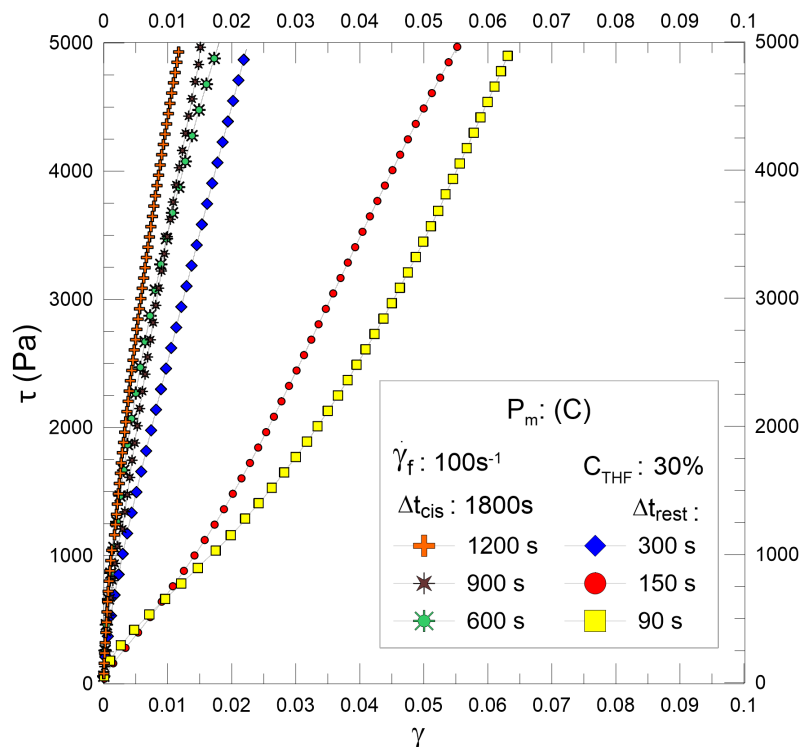 0 0.01 0.02 0.03 0.04 0.05 0.06 0.07 0.08 0.09 0.1
5000 5000
4000 4000
3000 3000
τ (Pa)
2000 2000
1000 1000
0 0
0 0.01 0.02 0.03 0.04 0.05 0.06 0.07 0.08 0.09 0.1
γ
Pm: (C)
γ̇f : 100s-1 CTHF: 30%
Δtcis : 1800s Δtrest :
1200 s 300 s
900 s 150 s
600 s 90 s